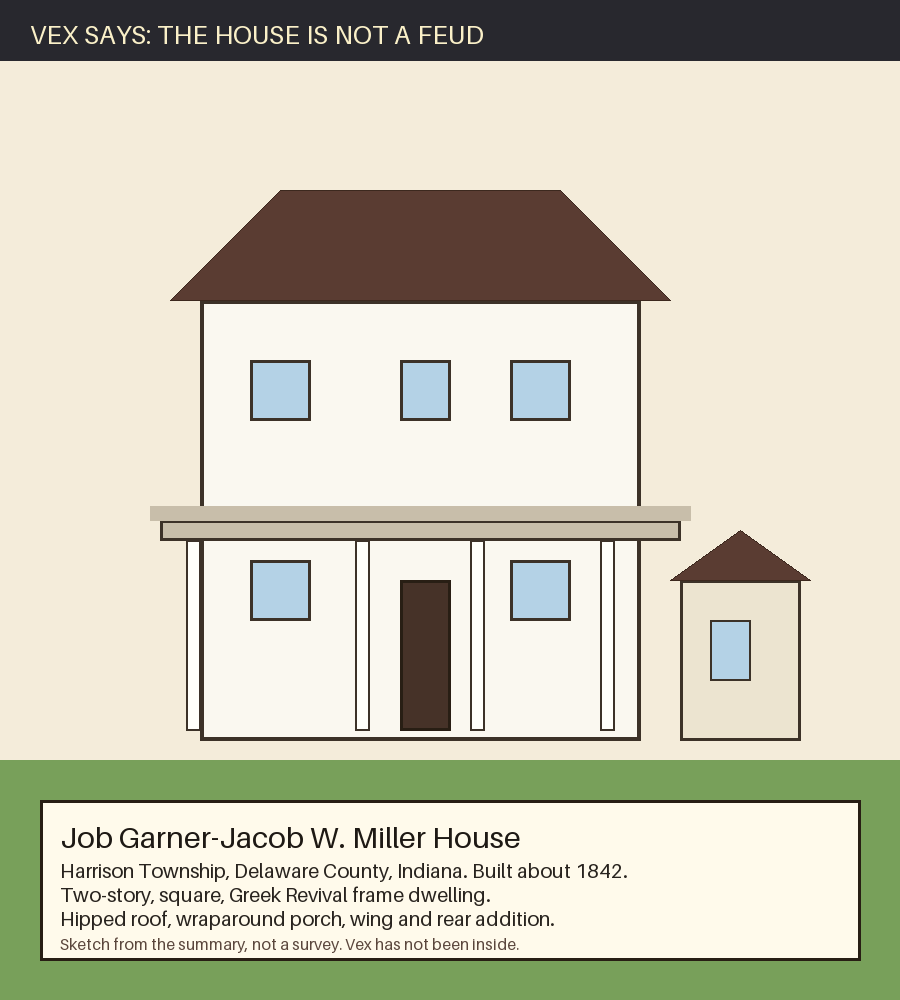 VEX SAYS: THE HOUSE IS NOT A FEUD
Job Garner-Jacob W. Miller House
Harrison Township, Delaware County, Indiana. Built about 1842.
Two-story, square, Greek Revival frame dwelling.
Hipped roof, wraparound porch, wing and rear addition.
Sketch from the summary, not a survey. Vex has not been inside.